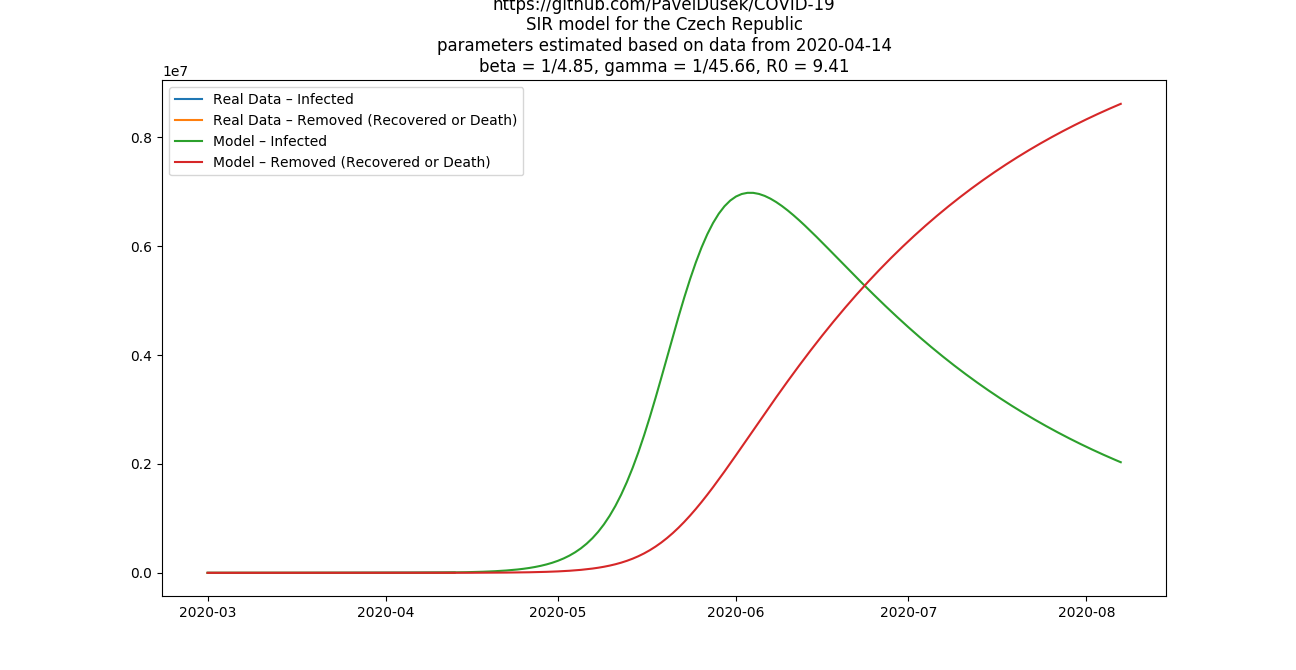 https://github.com/PavelDusek/COVID-19
SIR model for the Czech Republic
parameters estimated based on data from 2020-04-14
beta = 1/4.85, gamma = 1/45.66, R0 = 9.41
1e7
Real Data – Infected
Real Data – Removed (Recovered or Death)
Model – Infected
Model – Removed (Recovered or Death)
0.8
0.6
0.4
0.2
0.0
2020-03 2020-04 2020-05 2020-06 2020-07 2020-08